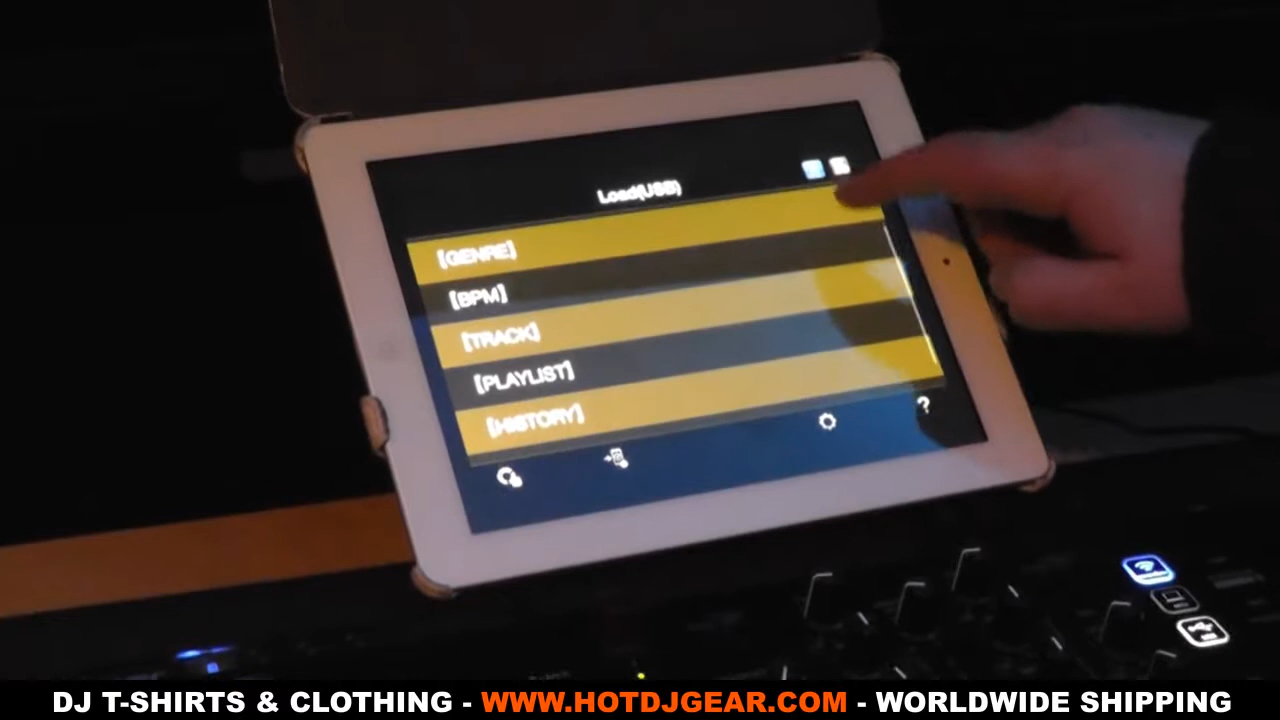 Load(USB)
[GENRE]
[BPM]
[TRACK]
[PLAYLIST]
[HISTORY]
?
DJ T-SHIRTS & CLOTHING - WWW.HOTDJGEAR.COM - WORLDWIDE SHIPPING